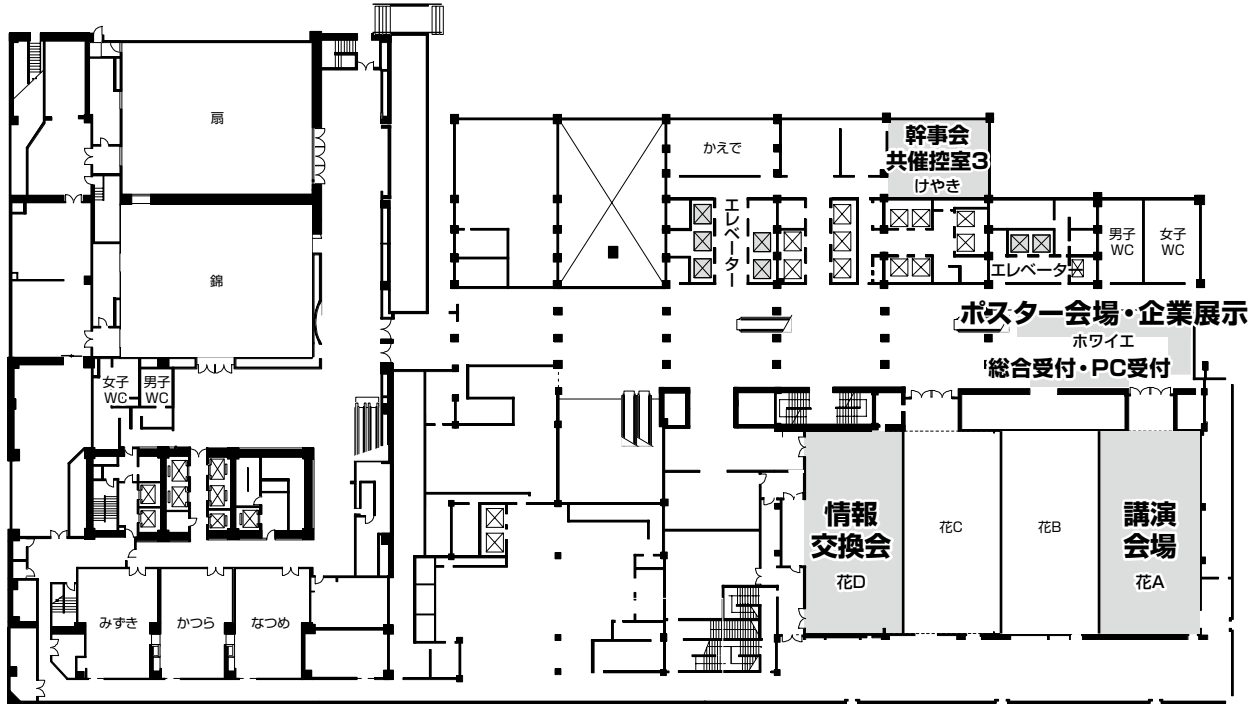 扇
幹事会
共催控室3
けやき
かえで
エレベーター
男子
WC
女子
WC
エレベーター
錦
ポスター会場・企業展示
ホワイエ
総合受付・PC受付
女子
WC
男子
WC
情報
交換会
花D
花C
花B
講演
会場
花A
みずき
かつら
なつめ